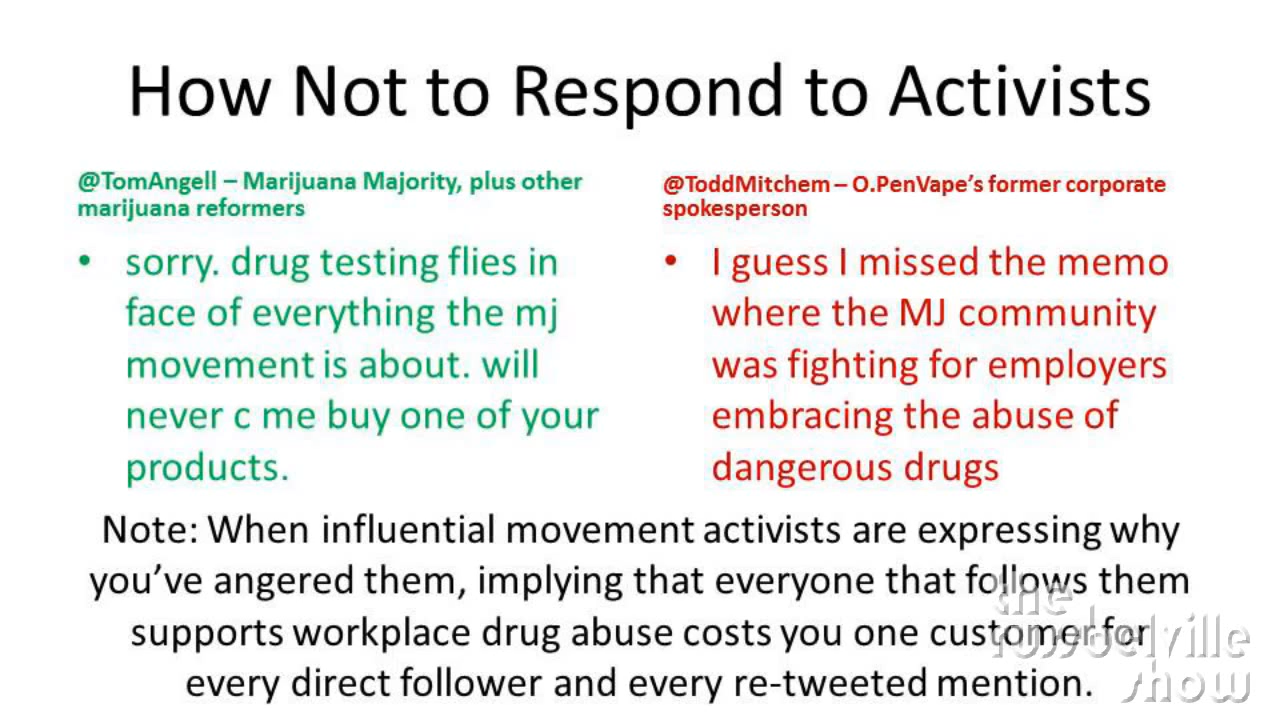 How Not to Respond to Activists
@TomAngell – Marijuana Majority, plus other
marijuana reformers
• sorry. drug testing flies in
face of everything the mj
movement is about. will
never c me buy one of your
products.
@ToddMitchem – O.PenVape’s former corporate
spokesperson
• I guess I missed the memo
where the MJ community
was fighting for employers
embracing the abuse of
dangerous drugs
Note: When influential movement activists are expressing why
you’ve angered them, implying that everyone that follows them
supports workplace drug abuse costs you one customer for
every direct follower and every re-tweeted mention.
the
russ belville
show